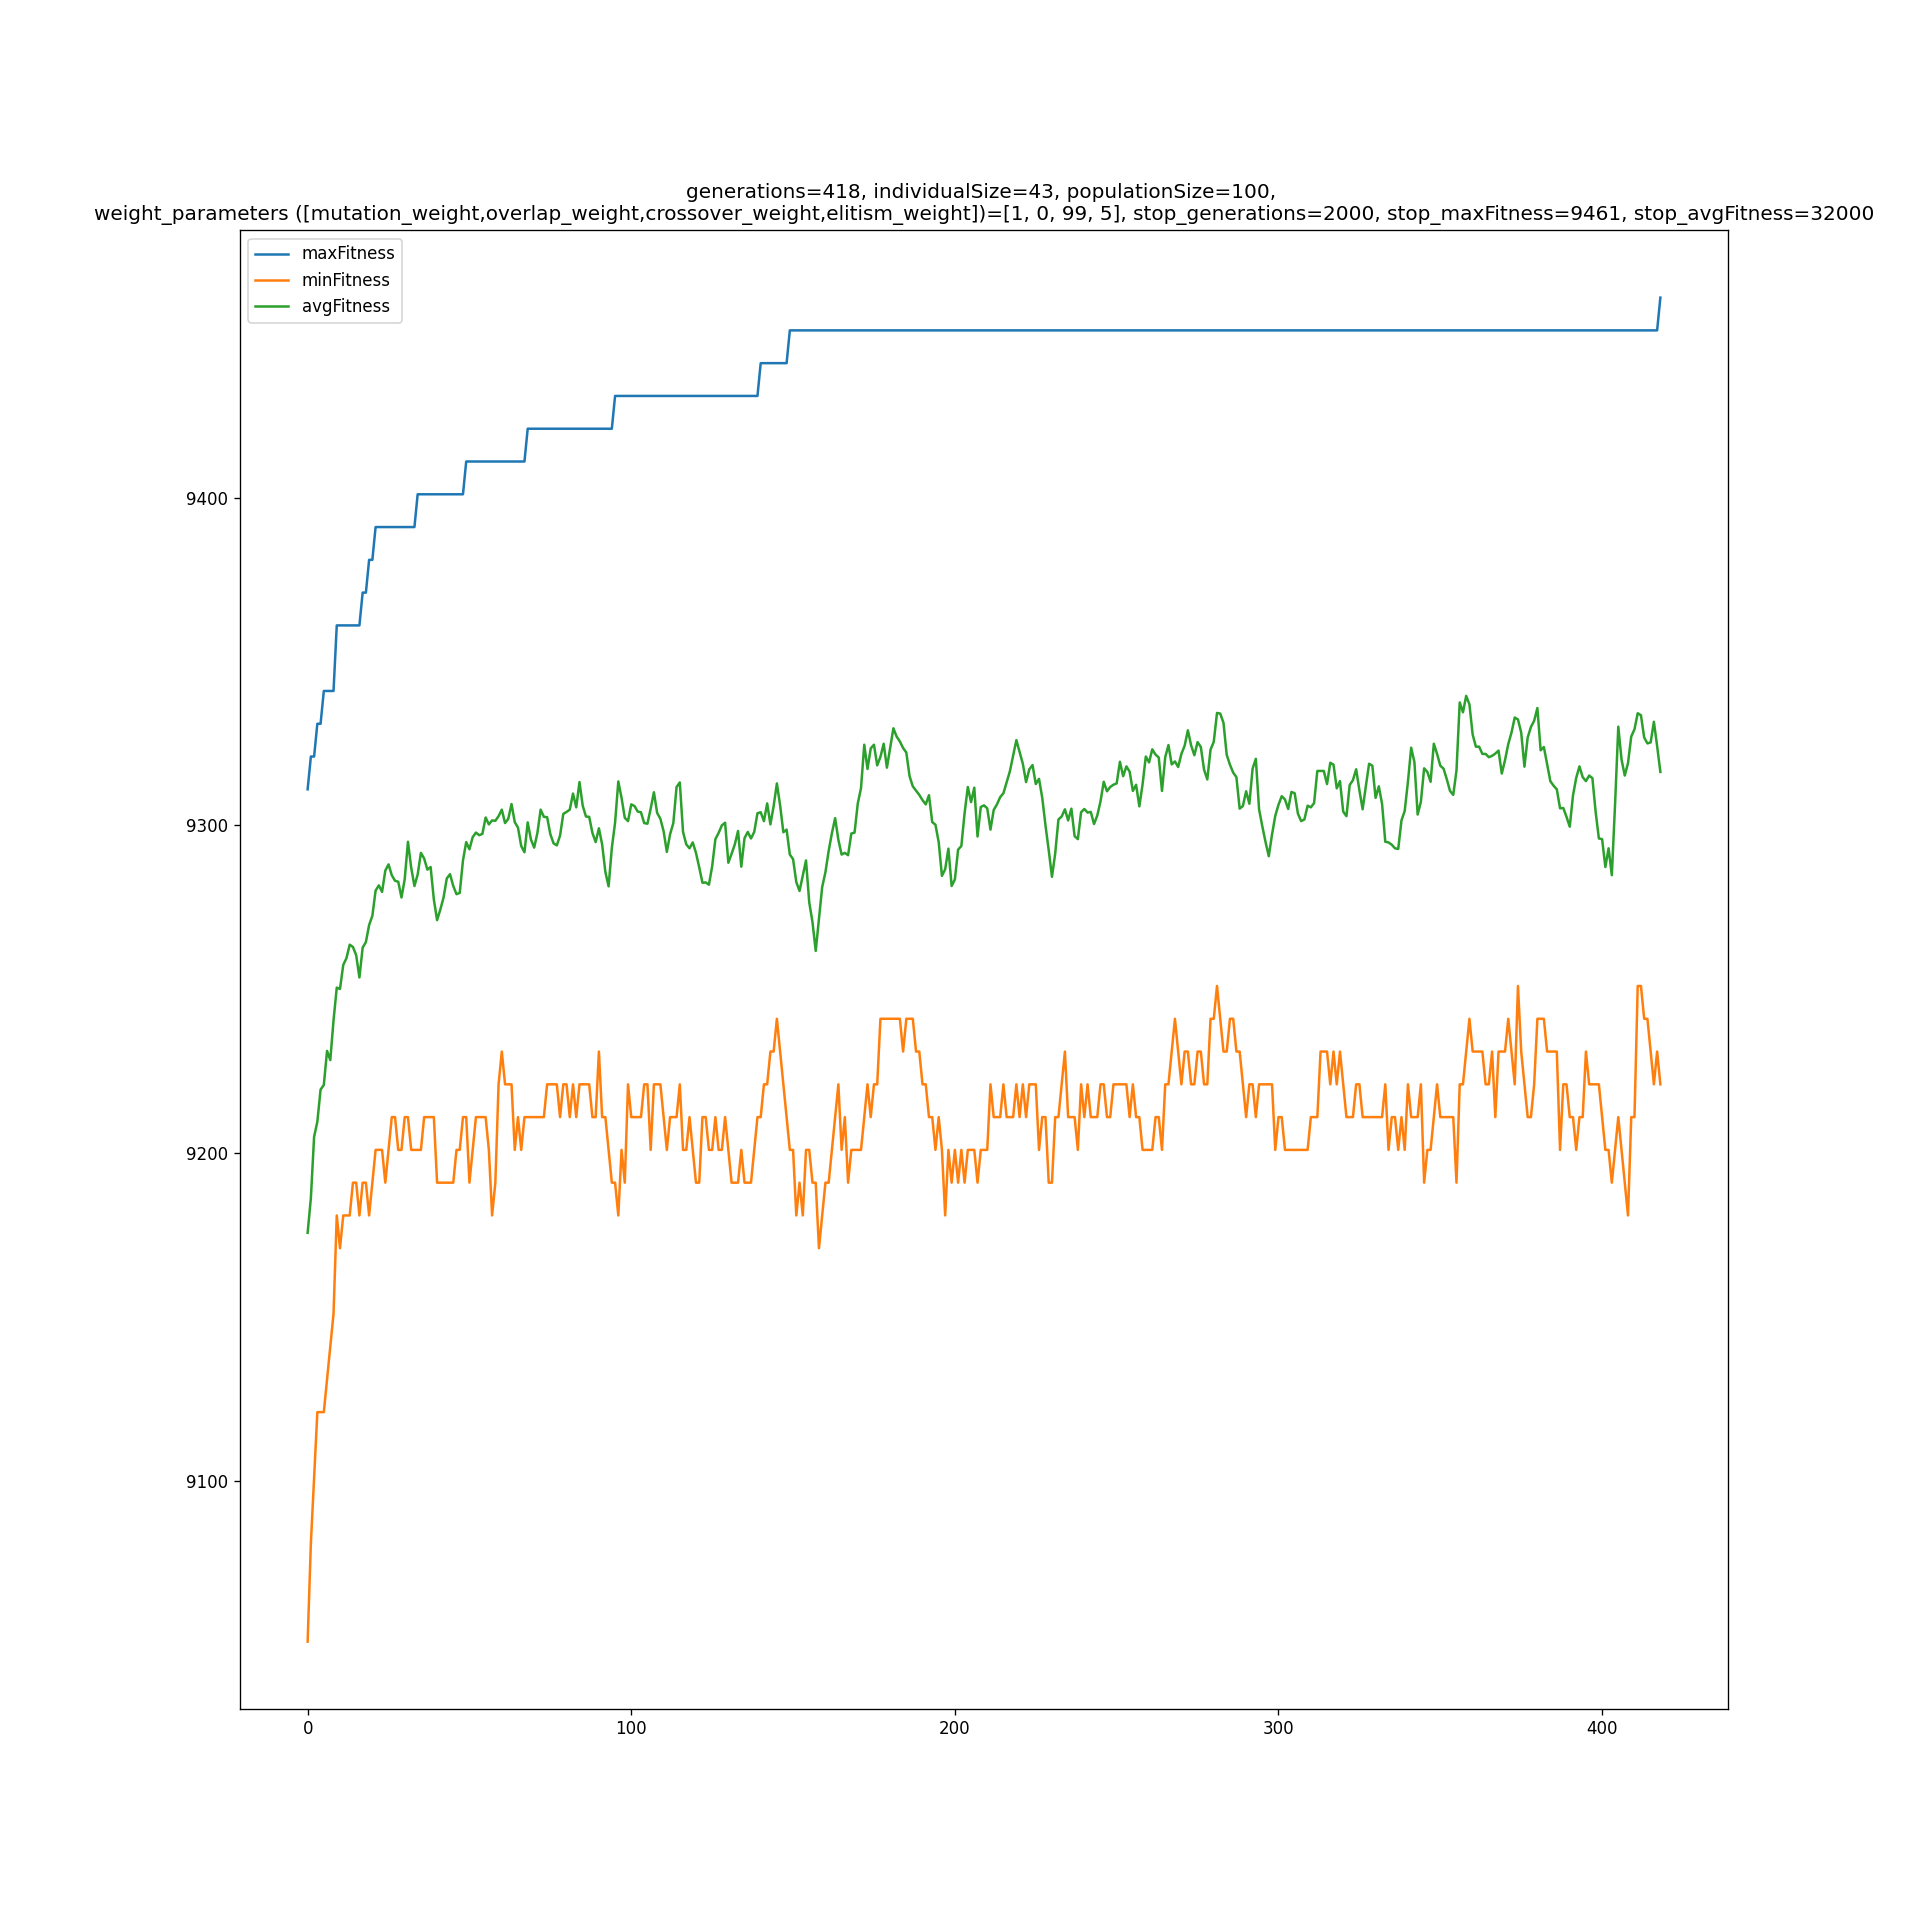 generations=418, individualSize=43, populationSize=100,
weight_parameters ([mutation_weight,overlap_weight,crossover_weight,elitism_weight])=[1, 0, 99, 5], stop_generations=2000, stop_maxFitness=9461, stop_avgFitness=32000
maxFitness
minFitness
avgFitness
9400
9300
9200
9100
0 100 200 300 400